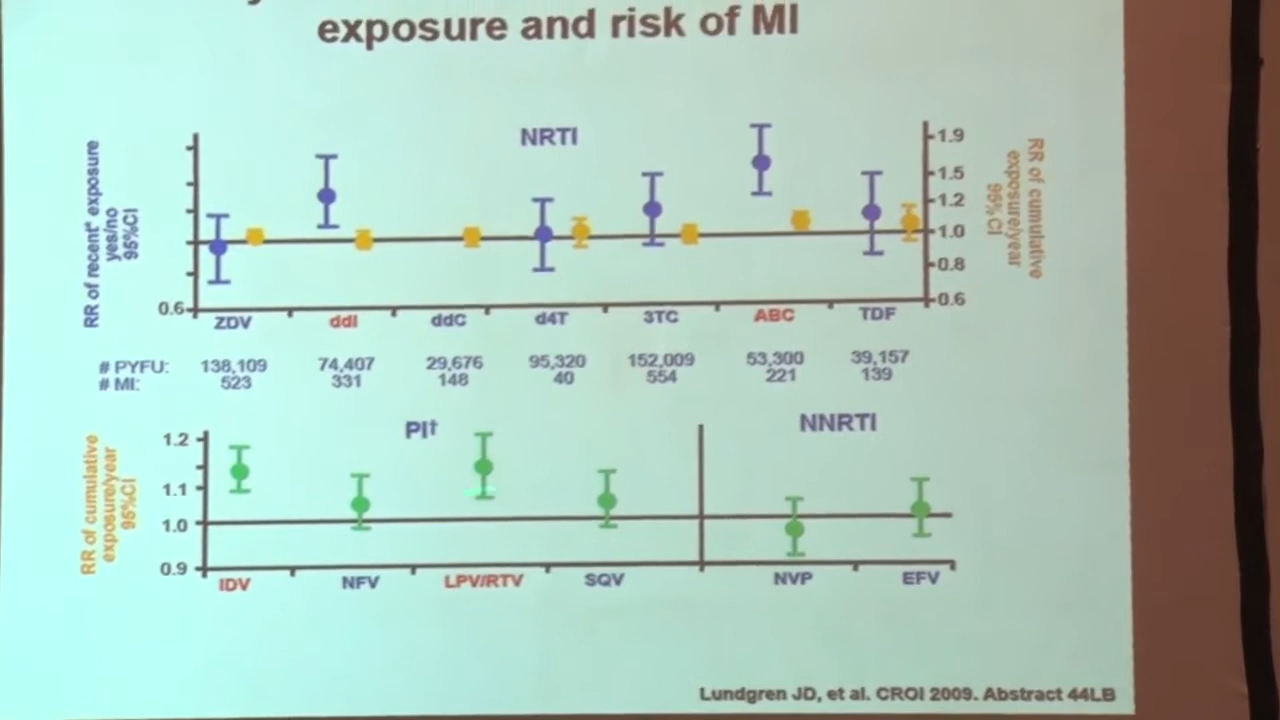 exposure and risk of MI
NRTI
RR of recent* exposure
yes/no
95%CI
0.6
1.9
1.5
1.2
1.0
0.8
0.6
RR of cumulative
exposure/year
95%CI
ZDV ddI ddC d4T 3TC ABC TDF
# PYFU: 138,109 74,407 29,676 95,320 152,009 53,300 39,157
# MI: 523 331 148 40 554 221 139
PI† NNRTI
RR of cumulative
exposure/year
95%CI
1.2
1.1
1.0
0.9
IDV NFV LPV/RTV SQV NVP EFV
Lundgren JD, et al. CROI 2009. Abstract 44LB